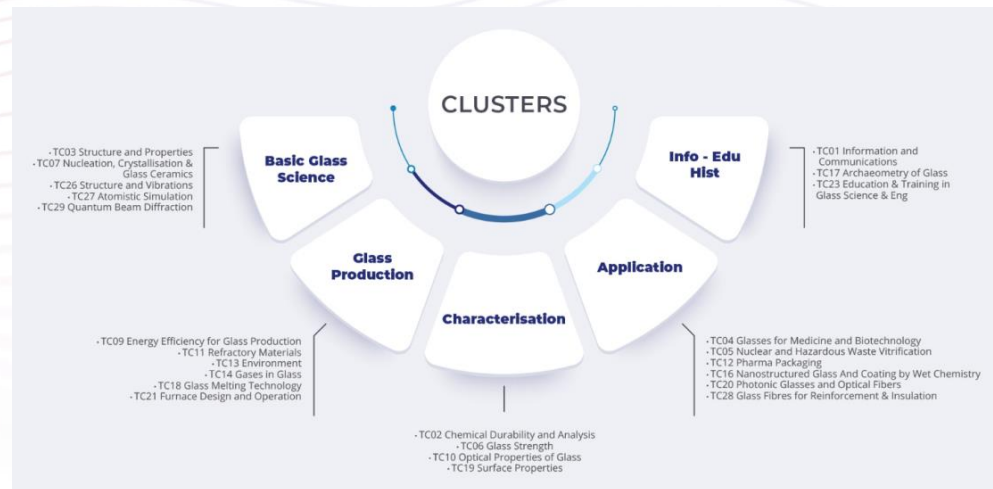 CLUSTERS
Basic Glass
Science
- TC03 Structure and Properties
- TC07 Nucleation, Crystallisation &
Glass Ceramics
- TC26 Structure and Vibrations
- TC27 Atomistic Simulation
- TC29 Quantum Beam Diffraction
Glass
Production
- TC09 Energy Efficiency for Glass Production
- TC11 Refractory Materials
- TC13 Environment
- TC14 Gases in Glass
- TC18 Glass Melting Technology
- TC21 Furnace Design and Operation
Characterisation
- TC02 Chemical Durability and Analysis
- TC06 Glass Strength
- TC10 Optical Properties of Glass
- TC19 Surface Properties
Application
- TC04 Glasses for Medicine and Biotechnology
- TC05 Nuclear and Hazardous Waste Vitrification
- TC12 Pharma Packaging
- TC16 Nanostructured Glass And Coating by Wet Chemistry
- TC20 Photonic Glasses and Optical Fibers
- TC28 Glass Fibres for Reinforcement & Insulation
Info - Edu
Hist
- TC01 Information and
Communications
- TC17 Archaeometry of Glass
- TC23 Education & Training in
Glass Science & Eng